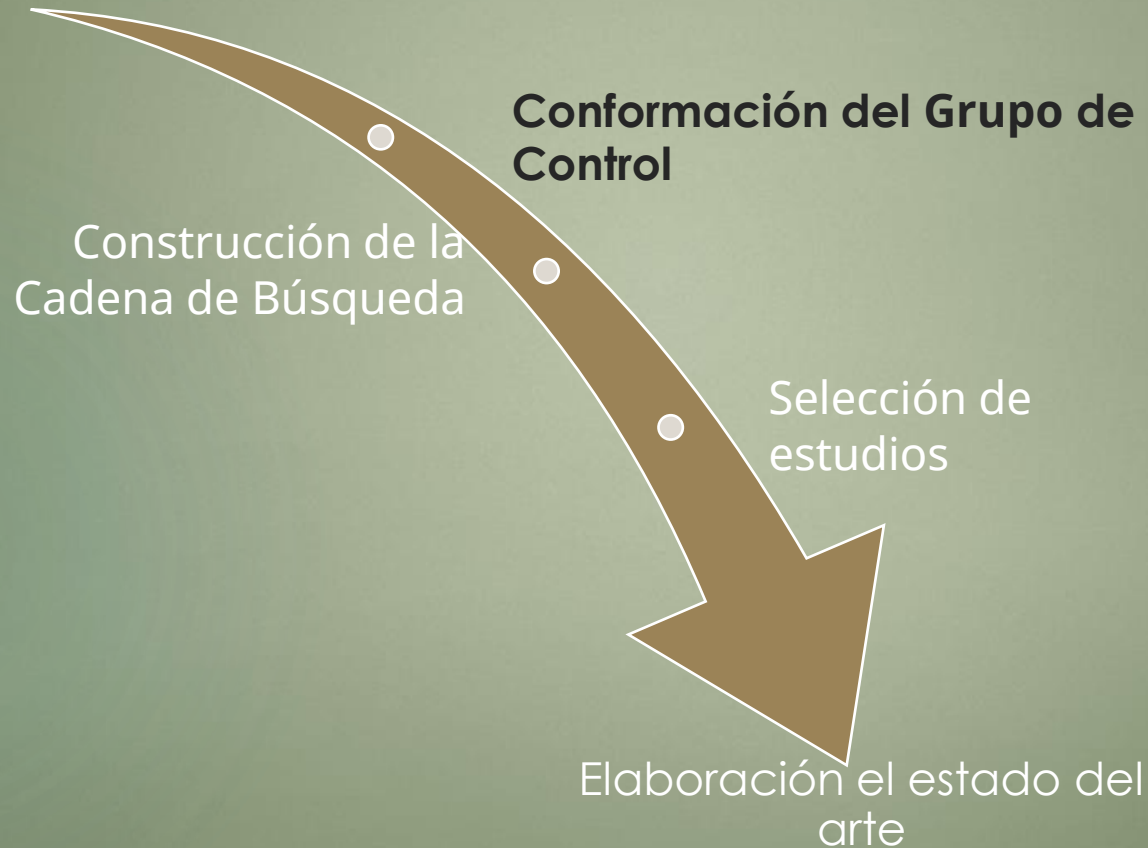 Conformación del Grupo de
Control
Construcción de la
Cadena de Búsqueda
Selección de
estudios
Elaboración el estado del
arte